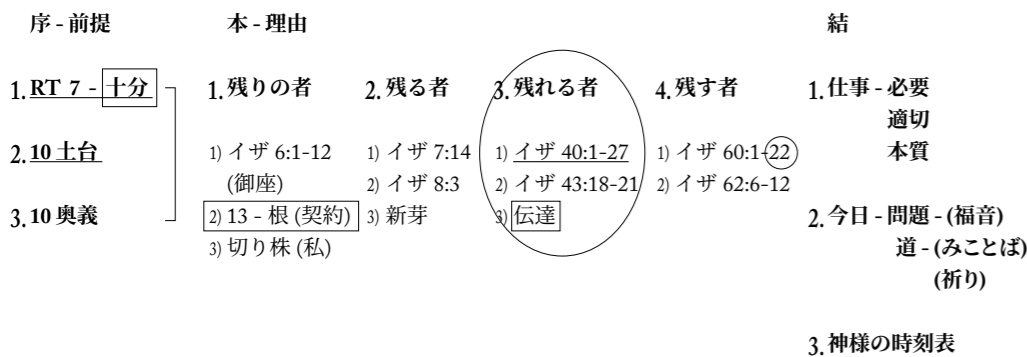 序 - 前提
本 - 理由
結
1. RT 7 - 十分
2. 10 土台
3. 10 奥義
1. 残りの者
1) イザ 6:1-12
(御座)
2) 13 - 根 (契約)
3) 切り株 (私)
2. 残る者
1) イザ 7:14
2) イザ 8:3
3) 新芽
3. 残れる者
1) イザ 40:1-27
2) イザ 43:18-21
3) 伝達
4. 残す者
1) イザ 60:1-22
2) イザ 62:6-12
1. 仕事 - 必要
適切
本質
2. 今日 - 問題 - (福音)
道 - (みことば)
(祈り)
3. 神様の時刻表